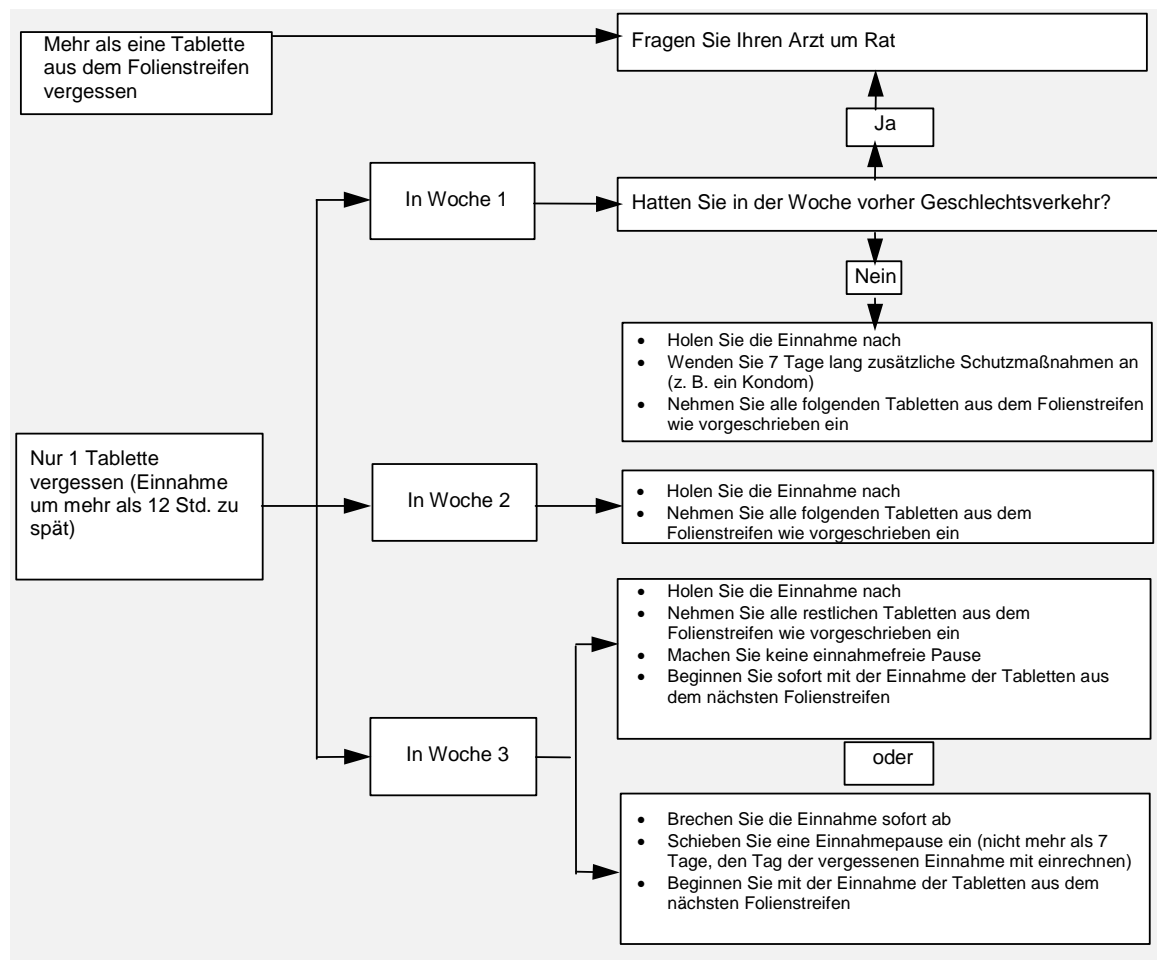 Mehr als eine Tablette
aus dem Folienstreifen
vergessen
Fragen Sie Ihren Arzt um Rat
Ja
In Woche 1
Hatten Sie in der Woche vorher Geschlechtsverkehr?
Nein
• Holen Sie die Einnahme nach
• Wenden Sie 7 Tage lang zusätzliche Schutzmaßnahmen an
(z. B. ein Kondom)
• Nehmen Sie alle folgenden Tabletten aus dem Folienstreifen
wie vorgeschrieben ein
Nur 1 Tablette
vergessen (Einnahme
um mehr als 12 Std. zu
spät)
In Woche 2
• Holen Sie die Einnahme nach
• Nehmen Sie alle folgenden Tabletten aus dem
Folienstreifen wie vorgeschrieben ein
In Woche 3
• Holen Sie die Einnahme nach
• Nehmen Sie alle restlichen Tabletten aus dem
Folienstreifen wie vorgeschrieben ein
• Machen Sie keine einnahmefreie Pause
• Beginnen Sie sofort mit der Einnahme der Tabletten aus
dem nächsten Folienstreifen
oder
• Brechen Sie die Einnahme sofort ab
• Schieben Sie eine Einnahmepause ein (nicht mehr als 7
Tage, den Tag der vergessenen Einnahme mit einrechnen)
• Beginnen Sie mit der Einnahme der Tabletten aus dem
nächsten Folienstreifen